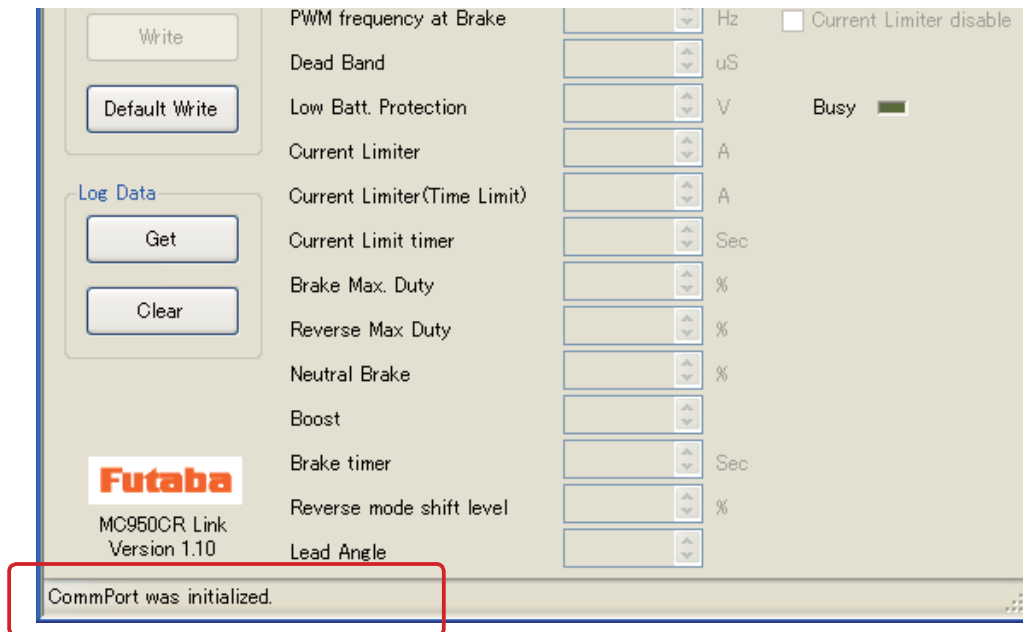 Write
Default Write
Log Data
Get
Clear
Futaba
MC950CR Link
Version 1.10
PWM frequency at Brake Hz
Dead Band uS
Low Batt. Protection V
Current Limiter A
Current Limiter(Time Limit) A
Current Limit timer Sec
Brake Max. Duty %
Reverse Max Duty %
Neutral Brake %
Boost
Brake timer Sec
Reverse mode shift level %
Lead Angle
Current Limiter disable
Busy
CommPort was initialized.